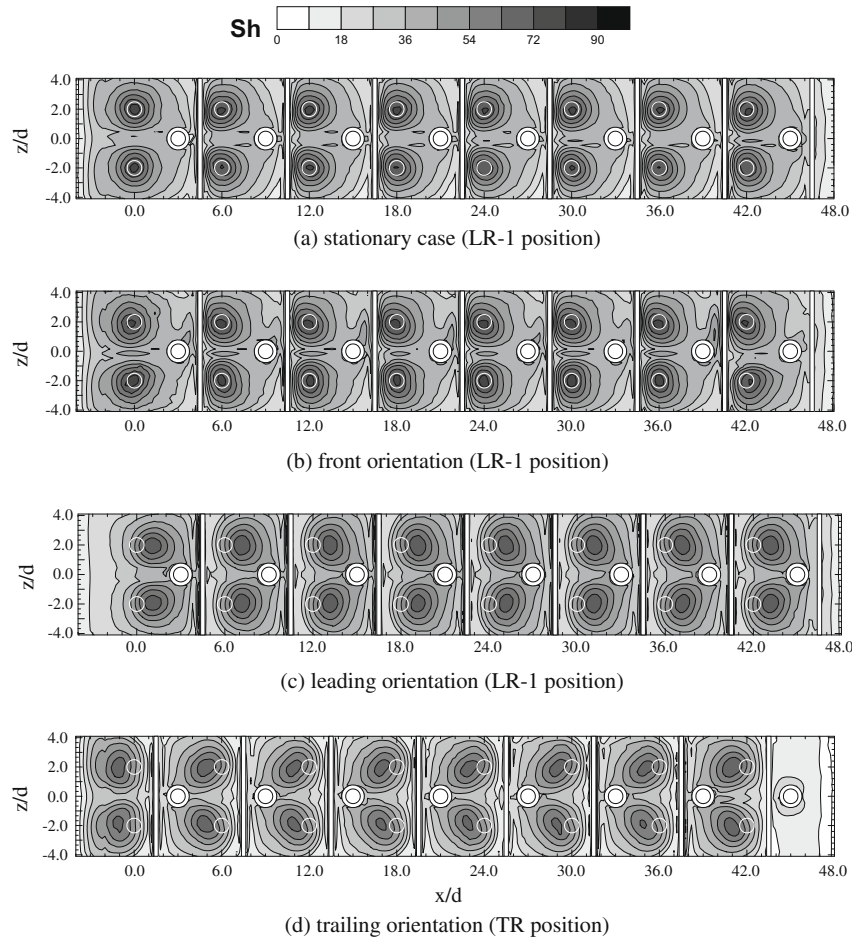 Sh
0 18 36 54 72 90
z/d
4.0
2.0
0.0
-2.0
-4.0
0.0 6.0 12.0 18.0 24.0 30.0 36.0 42.0 48.0
(a) stationary case (LR-1 position)
z/d
4.0
2.0
0.0
-2.0
-4.0
0.0 6.0 12.0 18.0 24.0 30.0 36.0 42.0 48.0
(b) front orientation (LR-1 position)
z/d
4.0
2.0
0.0
-2.0
-4.0
0.0 6.0 12.0 18.0 24.0 30.0 36.0 42.0 48.0
(c) leading orientation (LR-1 position)
z/d
4.0
2.0
0.0
-2.0
-4.0
0.0 6.0 12.0 18.0 24.0 30.0 36.0 42.0 48.0
x/d
(d) trailing orientation (TR position)